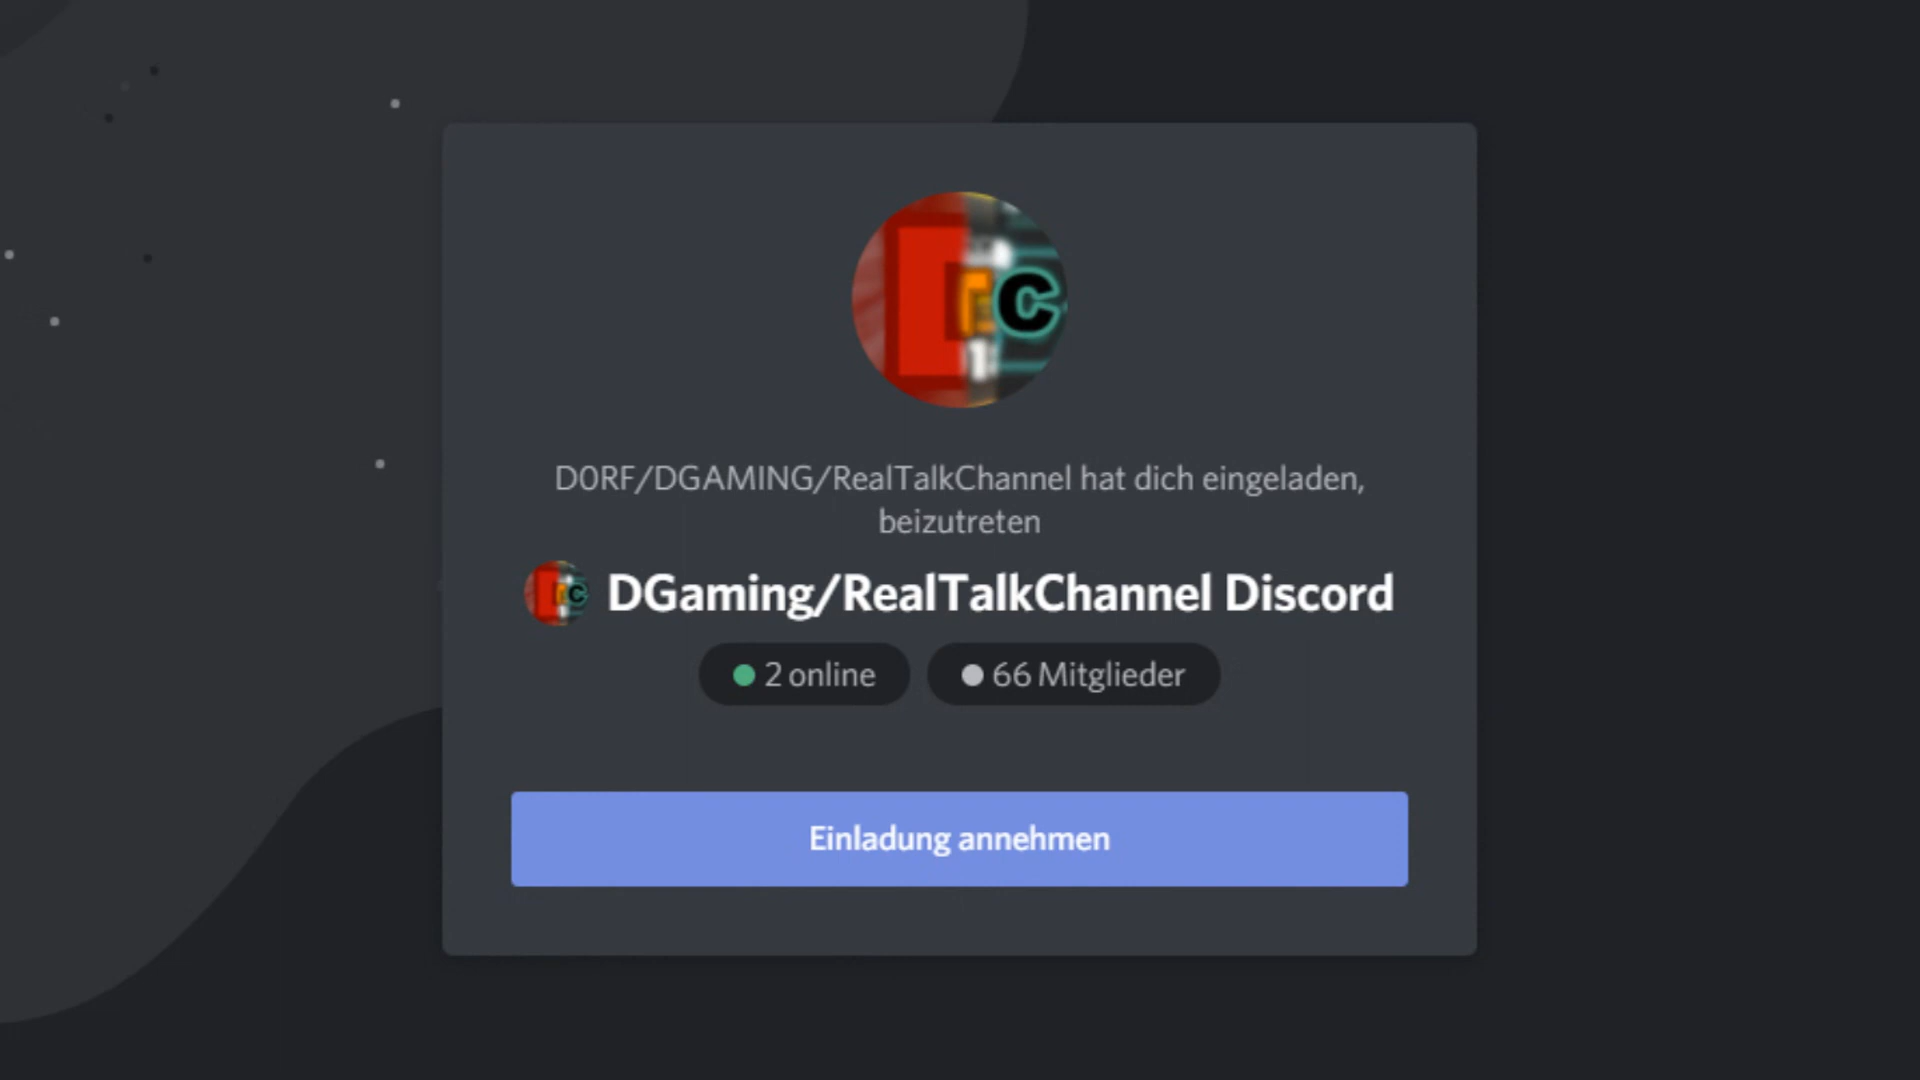 C
D0RF/DGAMING/RealTalkChannel hat dich eingeladen,
beizutreten
DGaming/RealTalkChannel Discord
2 online
66 Mitglieder
Einladung annehmen